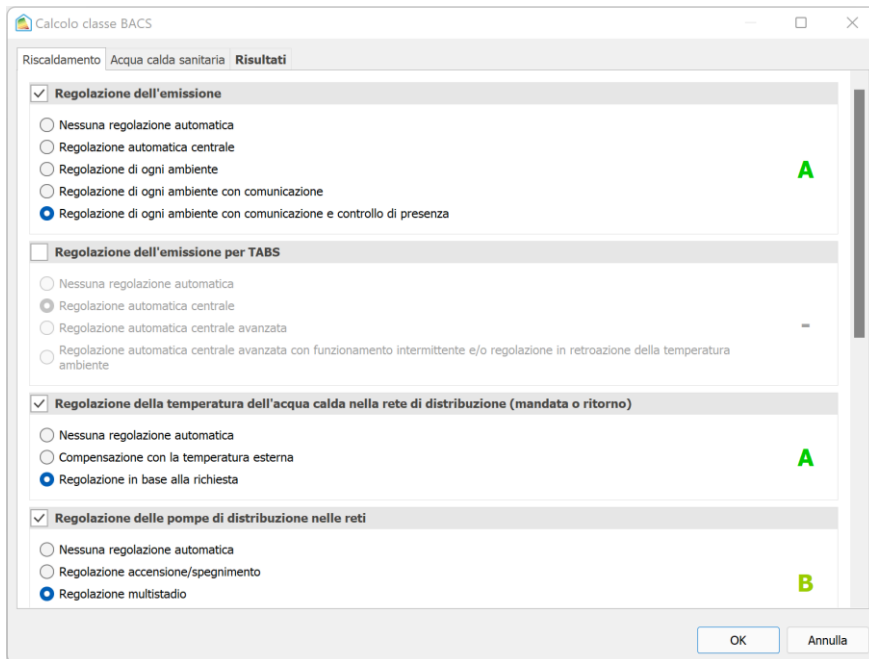 Calcolo classe BACS
Riscaldamento Acqua calda sanitaria Risultati
Regolazione dell'emissione
Nessuna regolazione automatica
Regolazione automatica centrale
Regolazione di ogni ambiente
A
Regolazione di ogni ambiente con comunicazione
Regolazione di ogni ambiente con comunicazione e controllo di presenza
Regolazione dell'emissione per TABS
Nessuna regolazione automatica
Regolazione automatica centrale
Regolazione automatica centrale avanzata
-
Regolazione automatica centrale avanzata con funzionamento intermittente e/o regolazione in retroazione della temperatura
ambiente
Regolazione della temperatura dell'acqua calda nella rete di distribuzione (mandata o ritorno)
Nessuna regolazione automatica
Compensazione con la temperatura esterna
A
Regolazione in base alla richiesta
Regolazione delle pompe di distribuzione nelle reti
Nessuna regolazione automatica
Regolazione accensione/spegnimento
B
Regolazione multistadio
OK Annulla